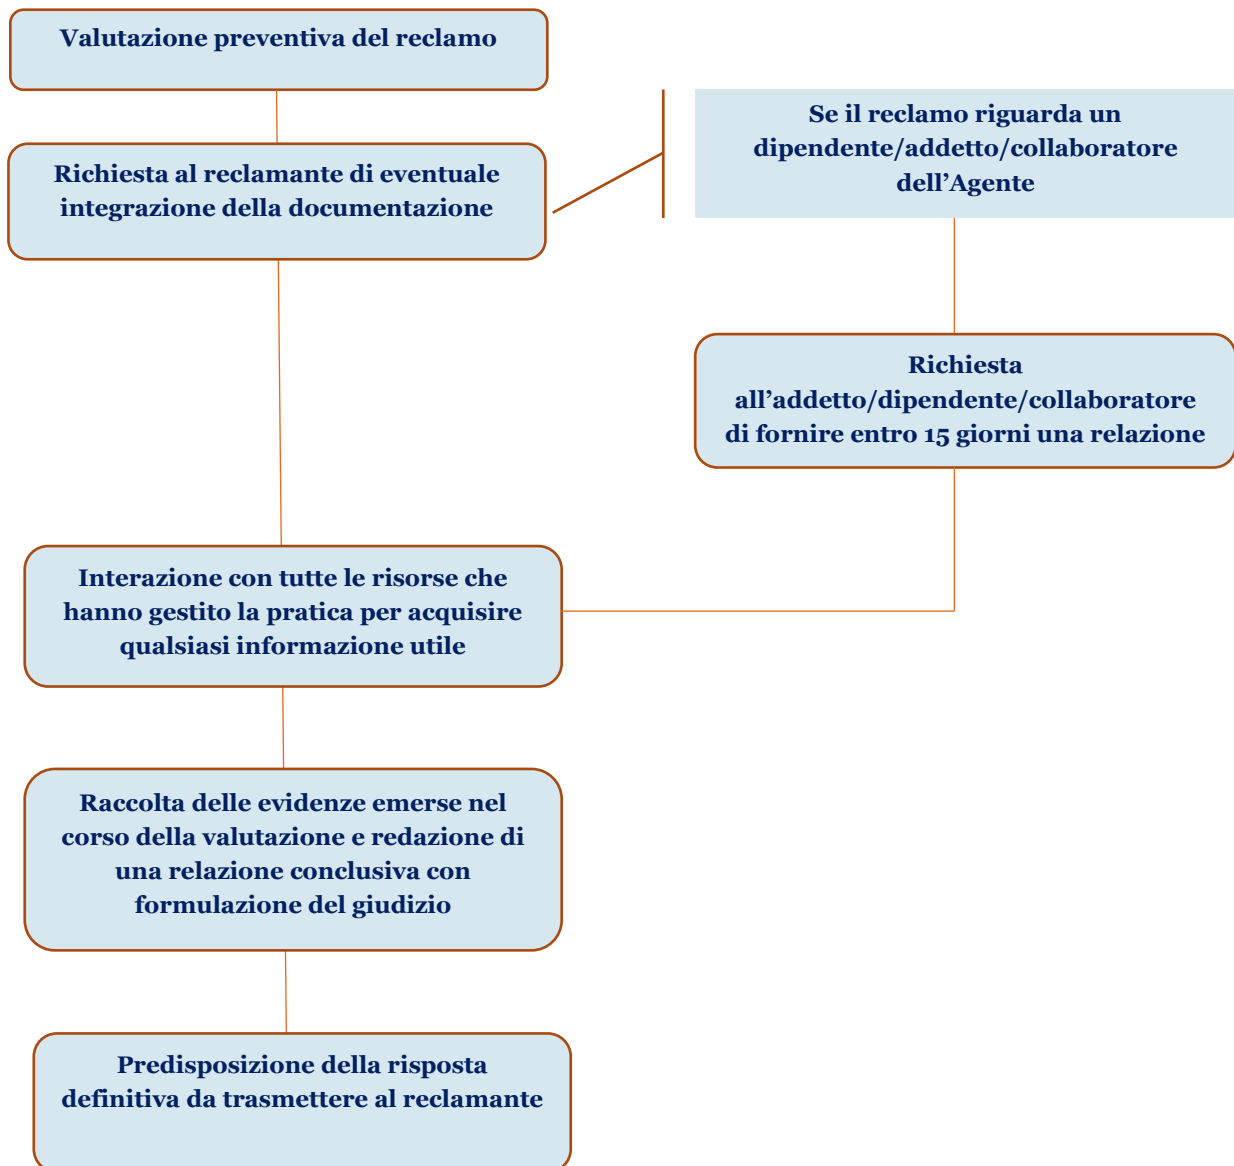 Valutazione preventiva del reclamo
Richiesta al reclamante di eventuale
integrazione della documentazione
Se il reclamo riguarda un
dipendente/addetto/collaboratore
dell’Agente
Richiesta
all’addetto/dipendente/collaboratore
di fornire entro 15 giorni una relazione
Interazione con tutte le risorse che
hanno gestito la pratica per acquisire
qualsiasi informazione utile
Raccolta delle evidenze emerse nel
corso della valutazione e redazione di
una relazione conclusiva con
formulazione del giudizio
Predisposizione della risposta
definitiva da trasmettere al reclamante